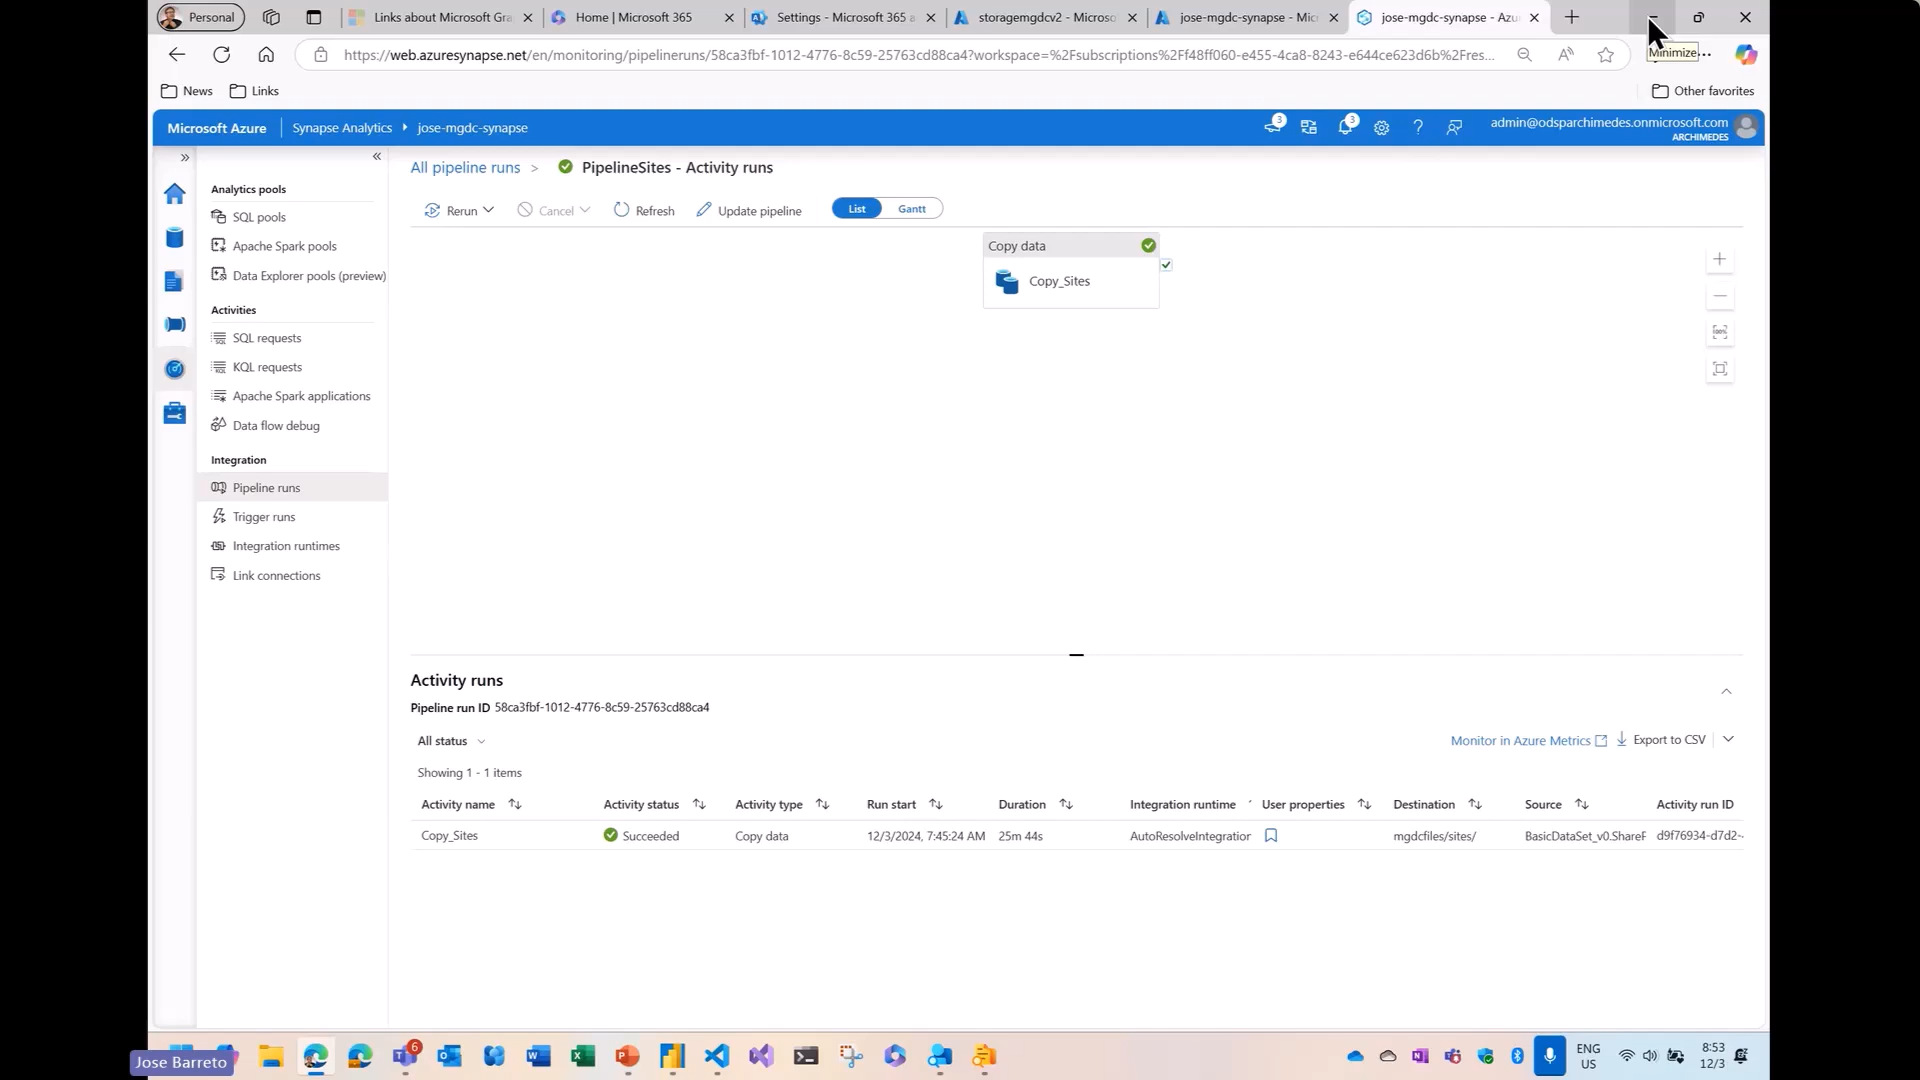 Personal
Links about Microsoft Gra
Home | Microsoft 365
Settings - Microsoft 365 a
storagemgdcv2 - Microso
jose-mgdc-synapse - Mic
jose-mgdc-synapse - Azu
Minimize
https://web.azuresynapse.net/en/monitoring/pipelineruns/58ca3fbf-1012-4776-8c59-25763cd88ca4?workspace=%2Fsubscriptions%2Ff48ff060-e455-4ca8-8243-e644ce623d6b%2Fres...
News
Links
Other favorites
Microsoft Azure
Synapse Analytics
jose-mgdc-synapse
3
3
admin@odsparchimedes.onmicrosoft.com
ARCHIMEDES
Analytics pools
SQL pools
Apache Spark pools
Data Explorer pools (preview)
Activities
SQL requests
KQL requests
Apache Spark applications
Data flow debug
Integration
Pipeline runs
Trigger runs
Integration runtimes
Link connections
All pipeline runs > PipelineSites - Activity runs
Rerun
Cancel
Refresh
Update pipeline
List
Gantt
Copy data
Copy_Sites
Activity runs
Pipeline run ID 58ca3fbf-1012-4776-8c59-25763cd88ca4
All status
Monitor in Azure Metrics
Export to CSV
Showing 1 - 1 items
Activity name Activity status Activity type Run start Duration Integration runtime User properties Destination Source Activity run ID
Copy_Sites Succeeded Copy data 12/3/2024, 7:45:24 AM 25m 44s AutoResolveIntegration mgdcfiles/sites/ BasicDataSet_v0.ShareP d9f76934-d7d2-
Jose Barreto
6
ENG
US
8:53
12/3